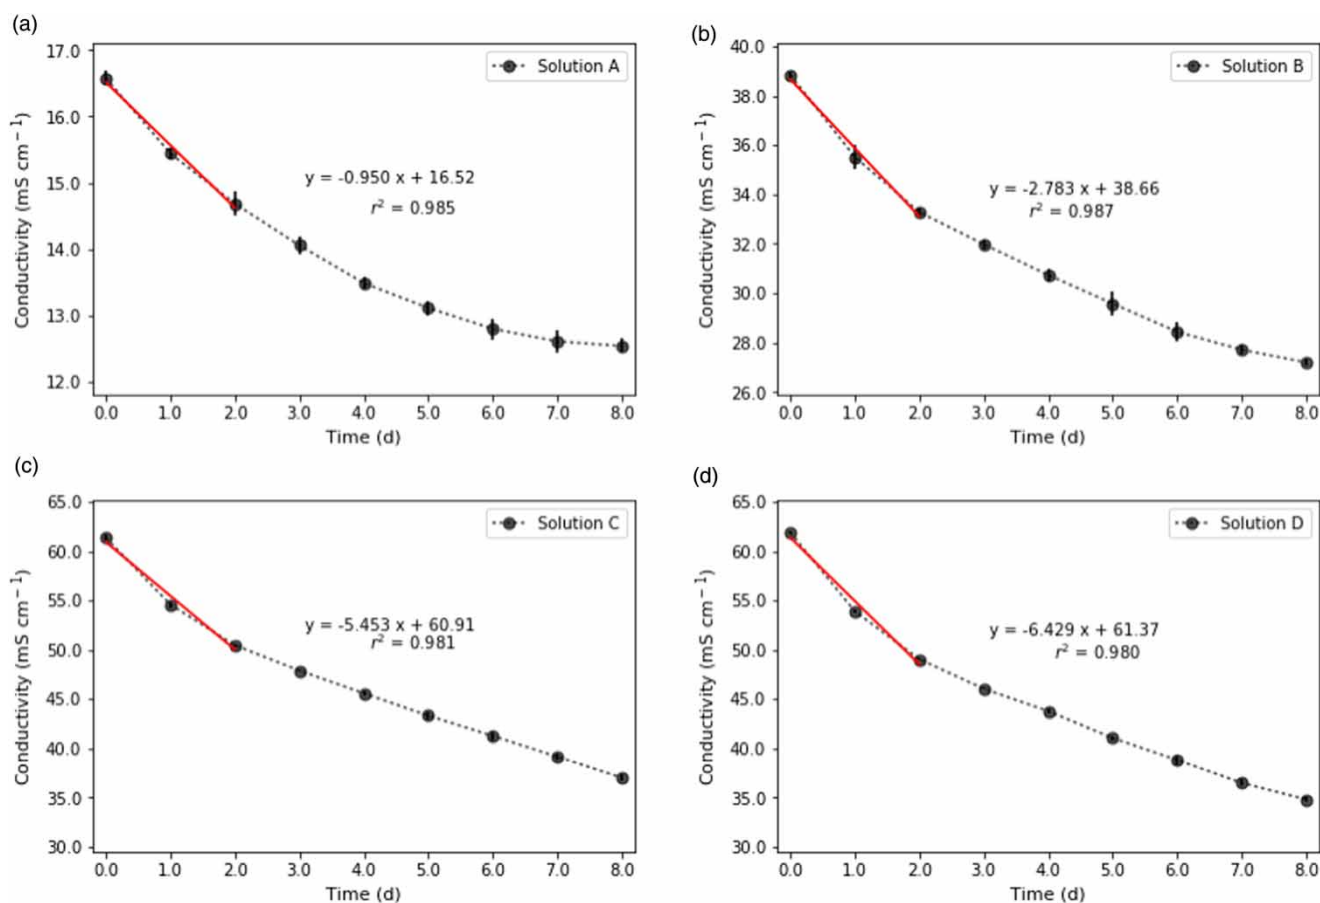 (a)
17.0
16.0
15.0
14.0
13.0
12.0
Conductivity (mS cm⁻¹)
Solution A
y = -0.950 x + 16.52
r² = 0.985
0.0 1.0 2.0 3.0 4.0 5.0 6.0 7.0 8.0
Time (d)
(b)
40.0
38.0
36.0
34.0
32.0
30.0
28.0
26.0
Conductivity (mS cm⁻¹)
Solution B
y = -2.783 x + 38.66
r² = 0.987
0.0 1.0 2.0 3.0 4.0 5.0 6.0 7.0 8.0
Time (d)
(c)
65.0
60.0
55.0
50.0
45.0
40.0
35.0
30.0
Conductivity (mS cm⁻¹)
Solution C
y = -5.453 x + 60.91
r² = 0.981
0.0 1.0 2.0 3.0 4.0 5.0 6.0 7.0 8.0
Time (d)
(d)
65.0
60.0
55.0
50.0
45.0
40.0
35.0
30.0
Conductivity (mS cm⁻¹)
Solution D
y = -6.429 x + 61.37
r² = 0.980
0.0 1.0 2.0 3.0 4.0 5.0 6.0 7.0 8.0
Time (d)